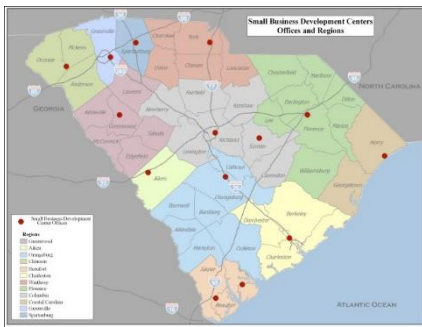 Small Business Development Centers
Offices and Regions
Greenville
Cherokee
York
Spartanburg
Pickens
Oconee
Anderson
Union
Chester
Lancaster
Chesterfield
Marlboro
Laurens
Fairfield
Kershaw
Darlington
Dillon
NORTH CAROLINA
GEORGIA
Abbeville
Greenwood
Newberry
Lee
Florence
Marion
McCormick
Saluda
Richland
Sumter
Horry
Edgefield
Lexington
Calhoun
Clarendon
Williamsburg
Georgetown
Aiken
Orangeburg
Barnwell
Bamberg
Dorchester
Berkeley
Allendale
Hampton
Colleton
Charleston
Jasper
Beaufort
ATLANTIC OCEAN
Small Business Development
Center Offices
Regions
Greenwood
Aiken
Orangeburg
Clemson
Beaufort
Charleston
Winthrop
Florence
Columbia
Coastal Carolina
Greenville
Spartanburg